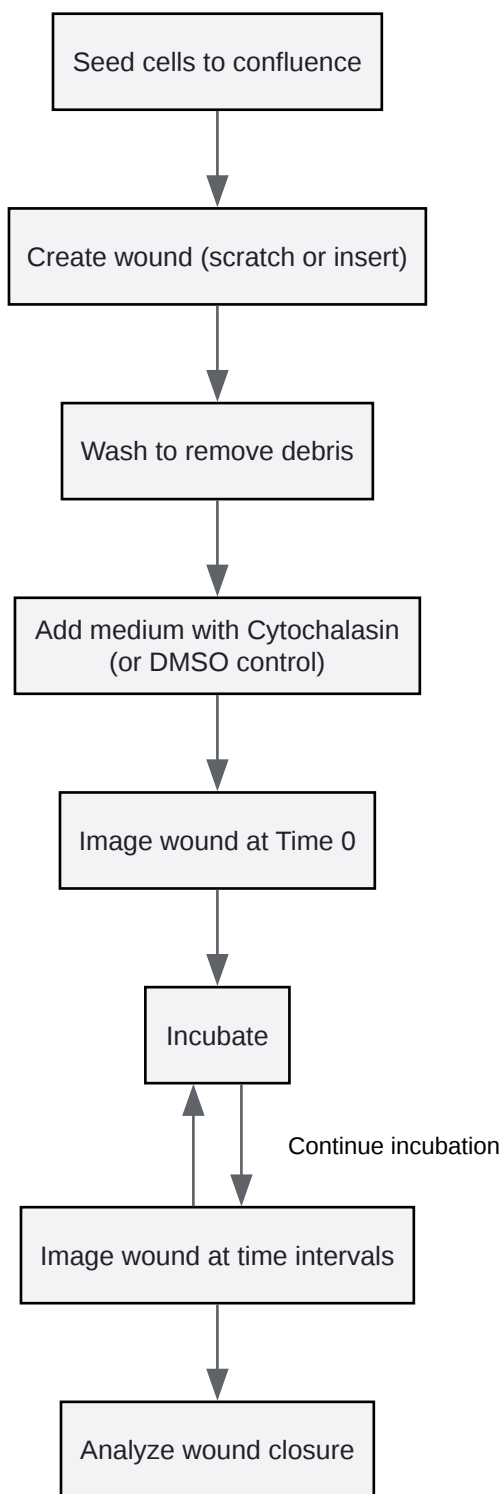 Seed cells to confluence
Create wound (scratch or insert)
Wash to remove debris
Add medium with Cytochalasin
(or DMSO control)
Image wound at Time 0
Incubate
Continue incubation
Image wound at time intervals
Analyze wound closure